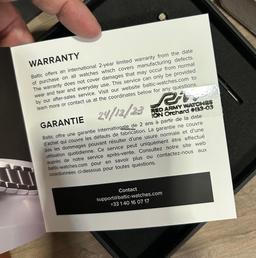 WARRANTY
Baltic offers an international 2-year limited warranty from the date
of purchase on all watches which covers manufacturing defects.
The warranty does not cover damages that may occur from normal
wear and tear and everyday use. This service can only be provided
by our after-sales service. Visit our website baltic-watches.com to
learn more or contact us at the coordinates below for any questions.
24/12/23
RED ARMY WATCHES
ION Orchard #B3-03
GARANTIE
Baltic offre une garantie internationale de 2 ans à partir de la date
d'achat qui couvre les défauts de fabrication. La garantie ne couvre
pas les dommages pouvant résulter d'une usure normale et d'une
utilisation quotidienne. Ce service peut uniquement être effectué
auprès de notre service après-vente. Consultez notre site web
baltic-watches.com pour en savoir plus ou contactez-nous aux
coordonnées ci-dessous pour toutes questions.
Contact
support@baltic-watches.com
+33 1 40 16 07 17